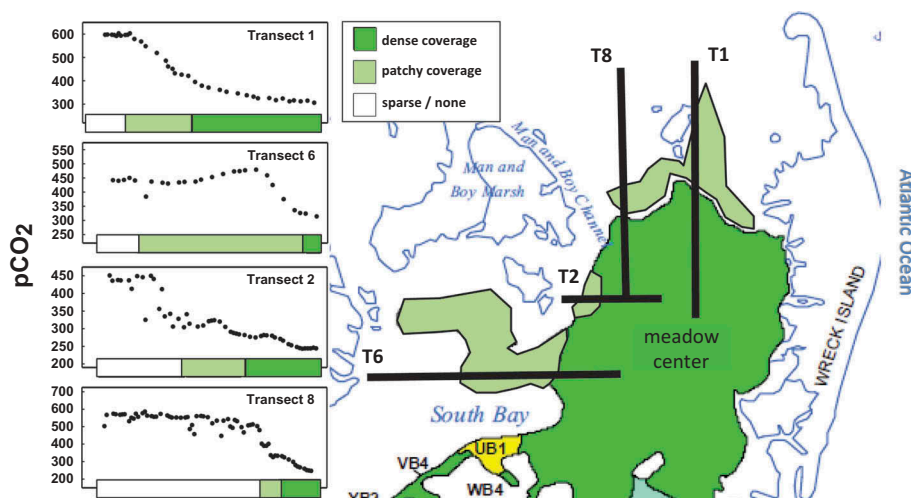 pCO2
Transect 1
600
500
400
300
Transect 6
550
500
450
400
350
300
250
Transect 2
450
400
350
300
250
200
Transect 8
700
600
500
400
300
200
dense coverage
patchy coverage
sparse / none
T8
T1
T2
T6
Man and Boy Channel
Man and
Boy Marsh
meadow
center
South Bay
UB1
VB4
WB4
WRECK ISLAND
Atlantic Ocean